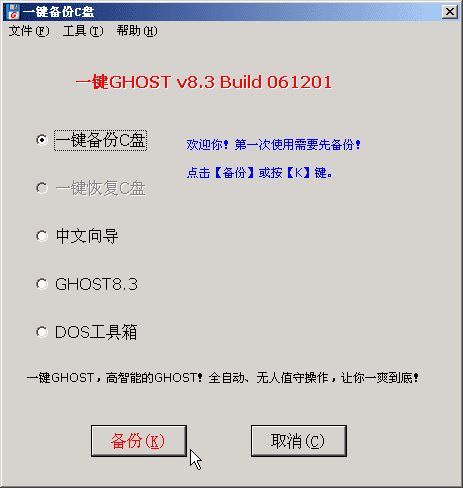 一键备份C盘
文件(F) 工具(T) 帮助(H)
一键GHOST v8.3 Build 061201
一键备份C盘
欢迎你！第一次使用需要先备份！
点击【备份】或按【K】键。
一键恢复C盘
中文向导
GHOST8.3
DOS工具箱
一键GHOST，高智能的GHOST！全自动、无人值守操作，让你一爽到底！
备份(K) 取消(C)